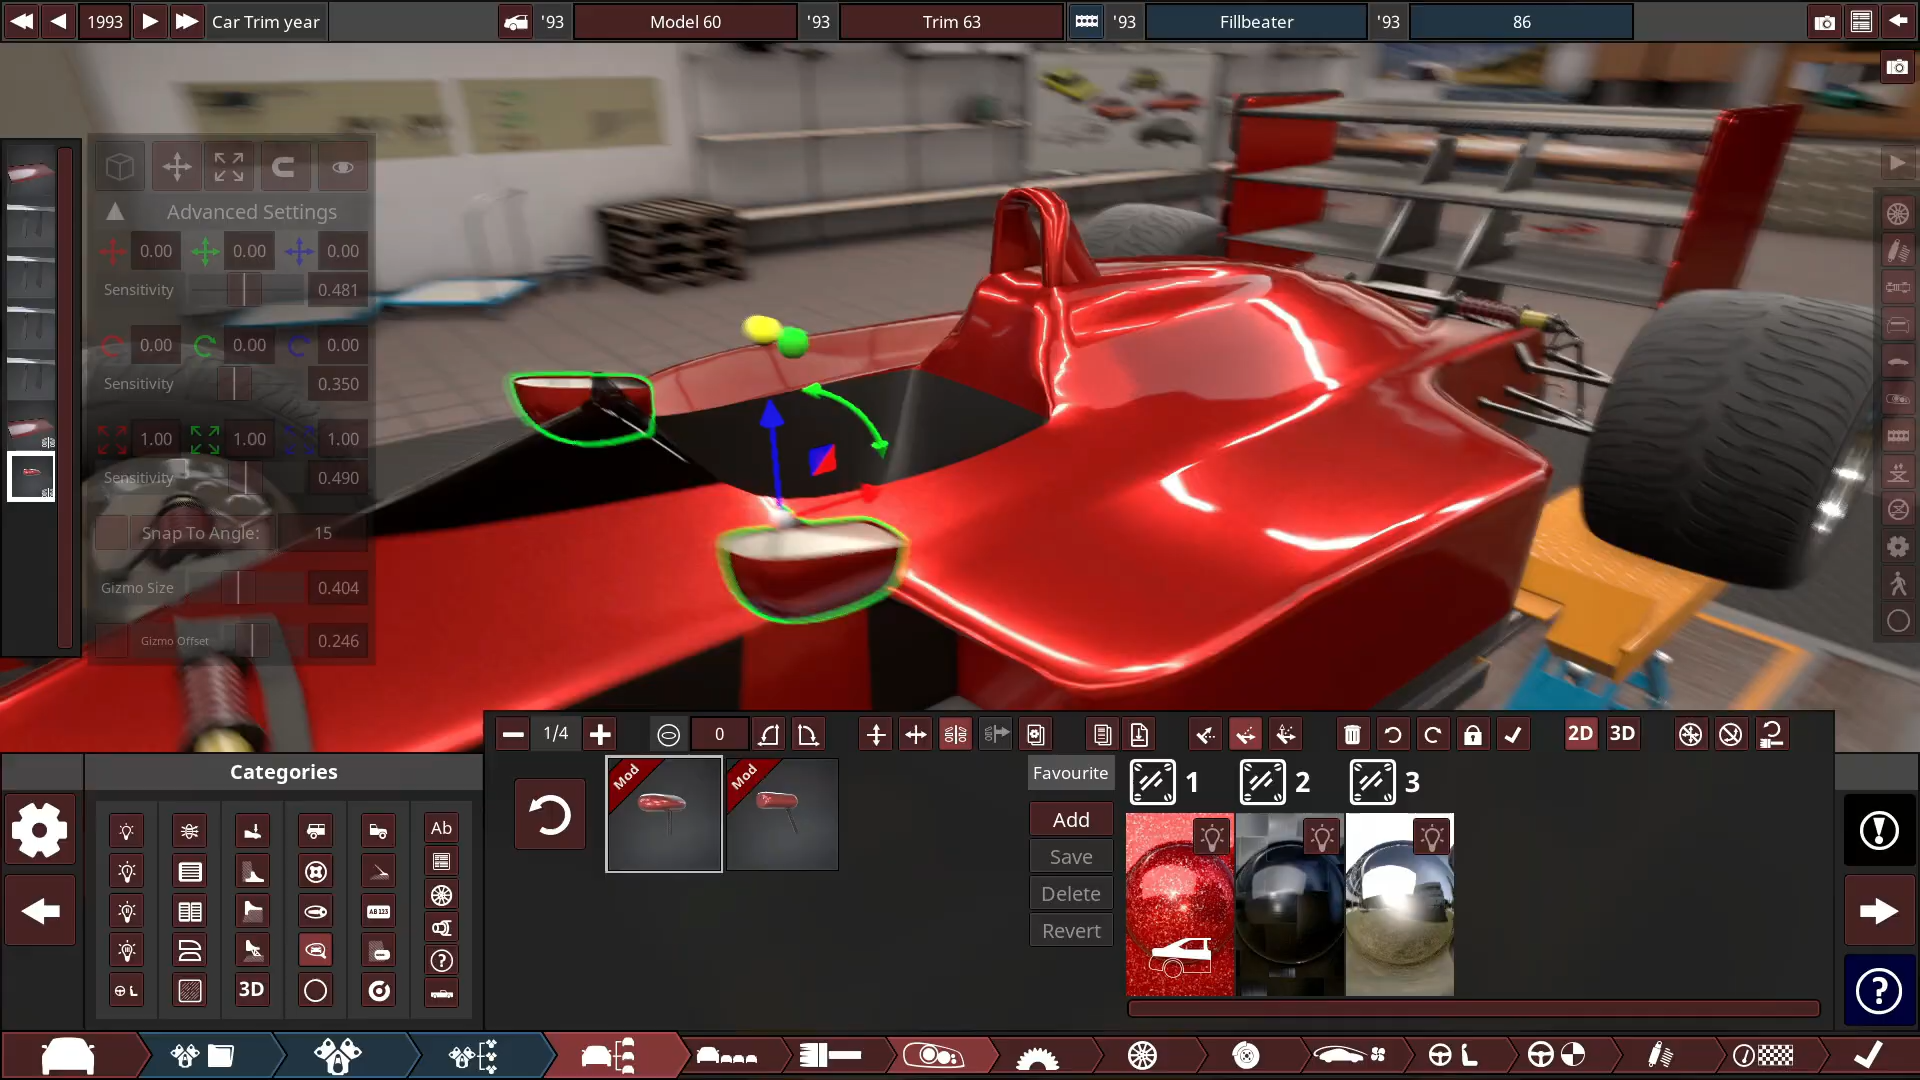 1993 Car Trim year '93 Model 60 '93 Trim 63 '93 Fillbeater '93 86
Advanced Settings
0.00 0.00 0.00
Sensitivity 0.481
0.00 0.00 0.00
Sensitivity 0.350
1.00 1.00 1.00
Sensitivity 0.490
Snap To Angle: 15
Gizmo Size 0.404
Gizmo Offset 0.246
1/4 0 2D 3D
Categories
Ab
AB 123
3D
Mod Mod
Favourite 1 2 3
Add
Save
Delete
Revert